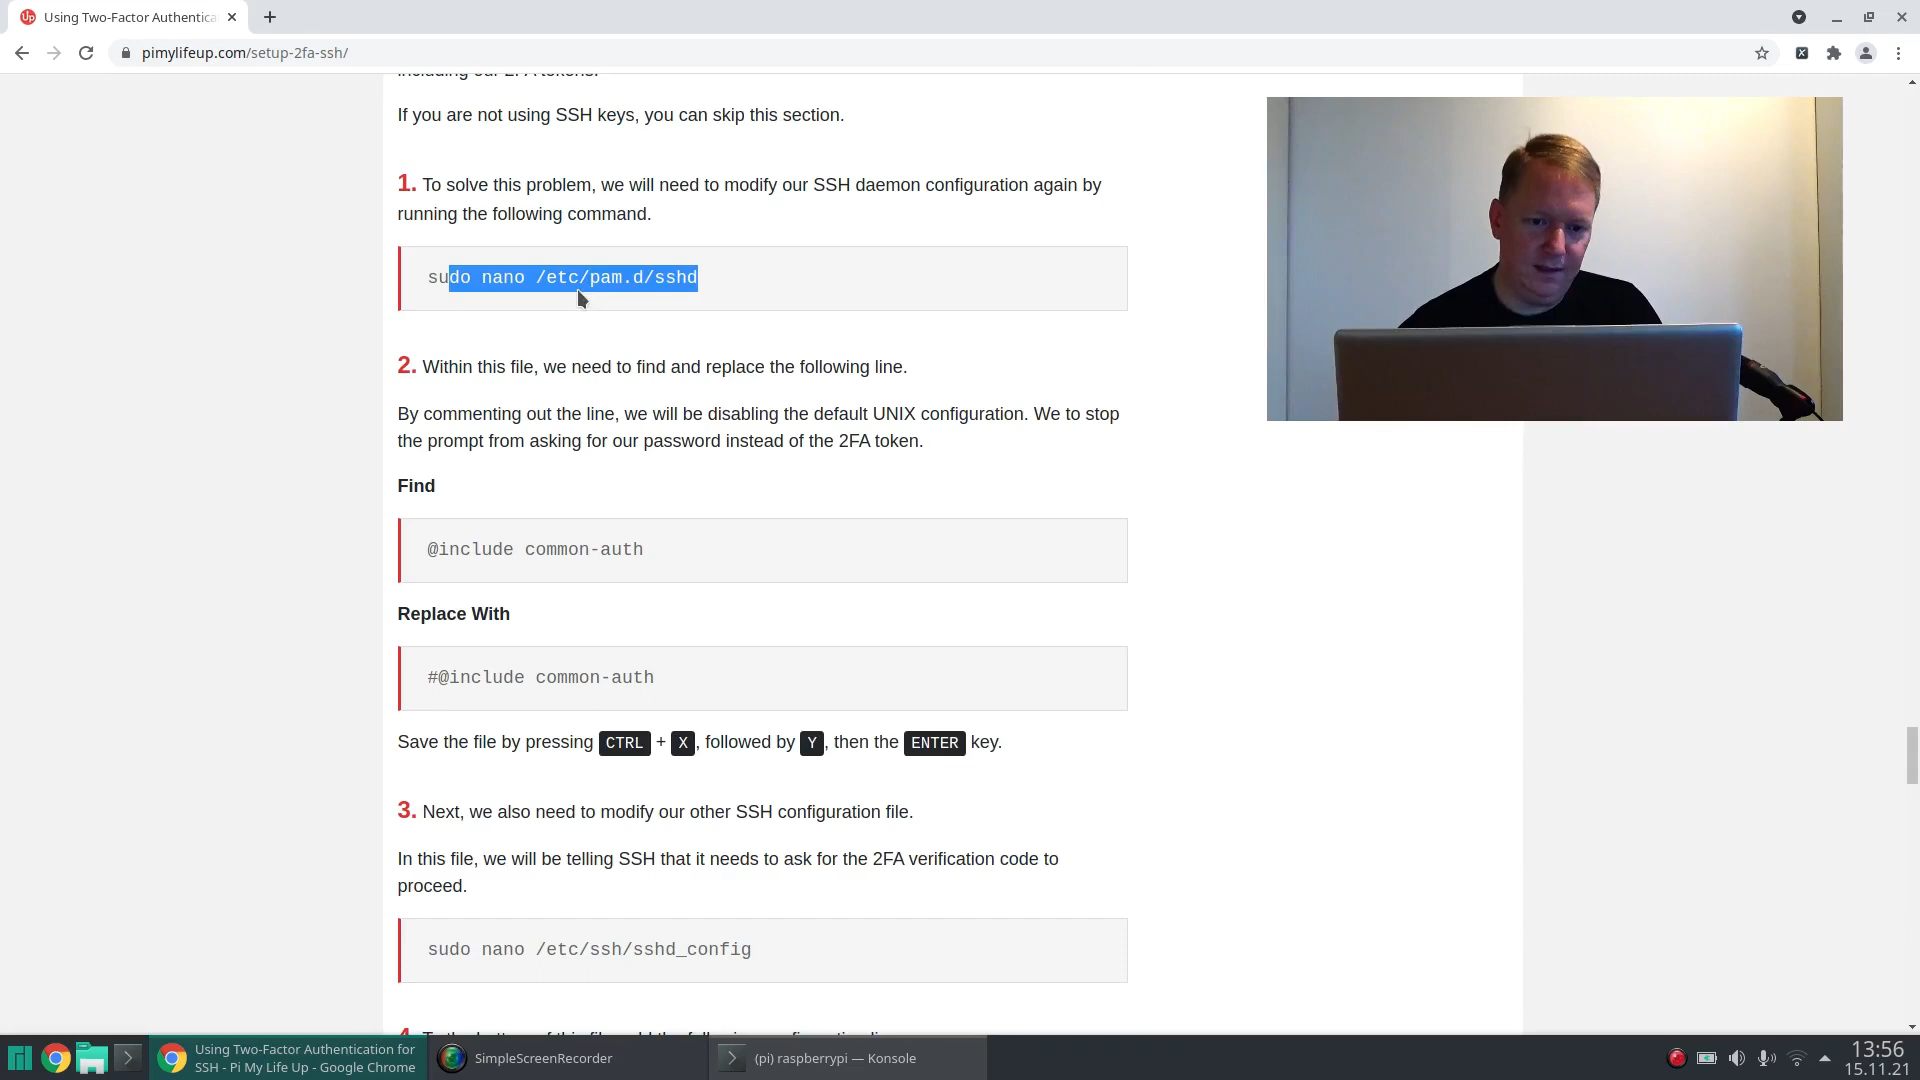 Using Two-Factor Authentica
pimylifeup.com/setup-2fa-ssh/
including our 2FA tokens.
If you are not using SSH keys, you can skip this section.
1. To solve this problem, we will need to modify our SSH daemon configuration again by
running the following command.
sudo nano /etc/pam.d/sshd
2. Within this file, we need to find and replace the following line.
By commenting out the line, we will be disabling the default UNIX configuration. We to stop
the prompt from asking for our password instead of the 2FA token.
Find
@include common-auth
Replace With
#@include common-auth
Save the file by pressing CTRL + X, followed by Y, then the ENTER key.
3. Next, we also need to modify our other SSH configuration file.
In this file, we will be telling SSH that it needs to ask for the 2FA verification code to
proceed.
sudo nano /etc/ssh/sshd_config
Using Two-Factor Authentication for
SSH - Pi My Life Up - Google Chrome
SimpleScreenRecorder
(pi) raspberrypi — Konsole
13:56
15.11.21